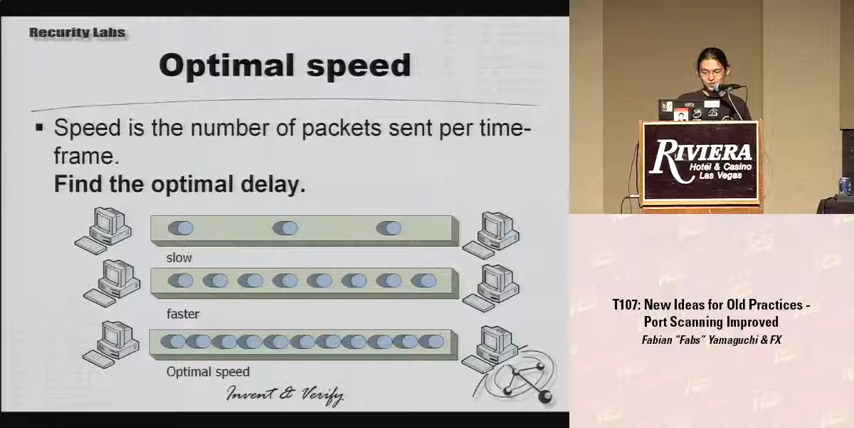 Recurity Labs
Optimal speed
▪ Speed is the number of packets sent per time-
frame.
Find the optimal delay.
slow
faster
Optimal speed
Invent & Verify
RIVIERA
Hotel & Casino
Las Vegas
T107: New Ideas for Old Practices -
Port Scanning Improved
Fabian "Fabs" Yamaguchi & FX